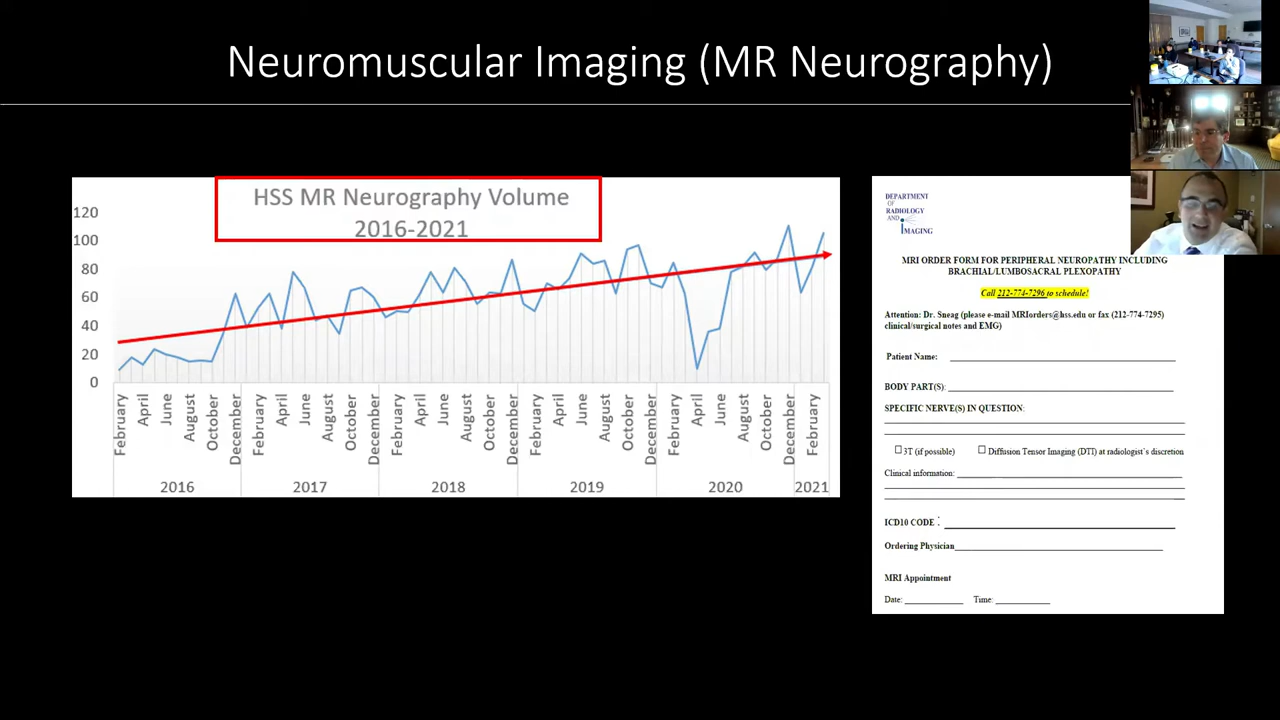 Neuromuscular Imaging (MR Neurography)
HSS MR Neurography Volume
2016-2021
120
100
80
60
40
20
0
February
April
June
August
October
December
February
April
June
August
October
December
February
April
June
August
October
December
February
April
June
August
October
December
February
April
June
August
October
December
February
2016
2017
2018
2019
2020
2021
DEPARTMENT
OF
RADIOLOGY
AND
IMAGING
MRI ORDER FORM FOR PERIPHERAL NEUROPATHY INCLUDING
BRACHIAL/LUMBOSACRAL PLEXOPATHY
Call 212-774-7296 to schedule!
Attention: Dr. Sneag (please e-mail MRIorders@hss.edu or fax (212-774-7295)
clinical/surgical notes and EMG)
Patient Name:
BODY PART(S):
SPECIFIC NERVE(S) IN QUESTION:
3T (if possible) Diffusion Tensor Imaging (DTI) at radiologist's discretion
Clinical information:
ICD10 CODE :
Ordering Physician
MRI Appointment
Date: Time: